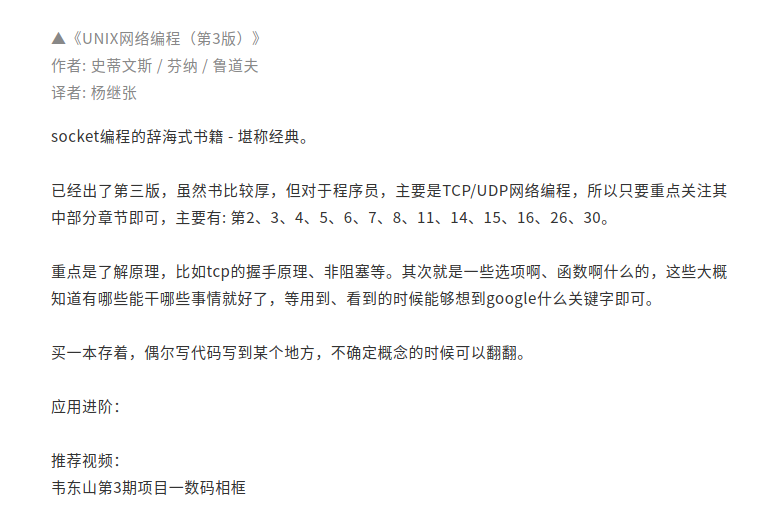 ▲《UNIX网络编程（第3版）》
作者: 史蒂文斯 / 芬纳 / 鲁道夫
译者: 杨继张
socket编程的辞海式书籍 - 堪称经典。
已经出了第三版，虽然书比较厚，但对于程序员，主要是TCP/UDP网络编程，所以只要重点关注其
中部分章节即可，主要有: 第2、3、4、5、6、7、8、11、14、15、16、26、30。
重点是了解原理，比如tcp的握手原理、非阻塞等。其次就是一些选项啊、函数啊什么的，这些大概
知道有哪些能干哪些事情就好了，等用到、看到的时候能够想到google什么关键字即可。
买一本存着，偶尔写代码写到某个地方，不确定概念的时候可以翻翻。
应用进阶：
推荐视频：
韦东山第3期项目一数码相框